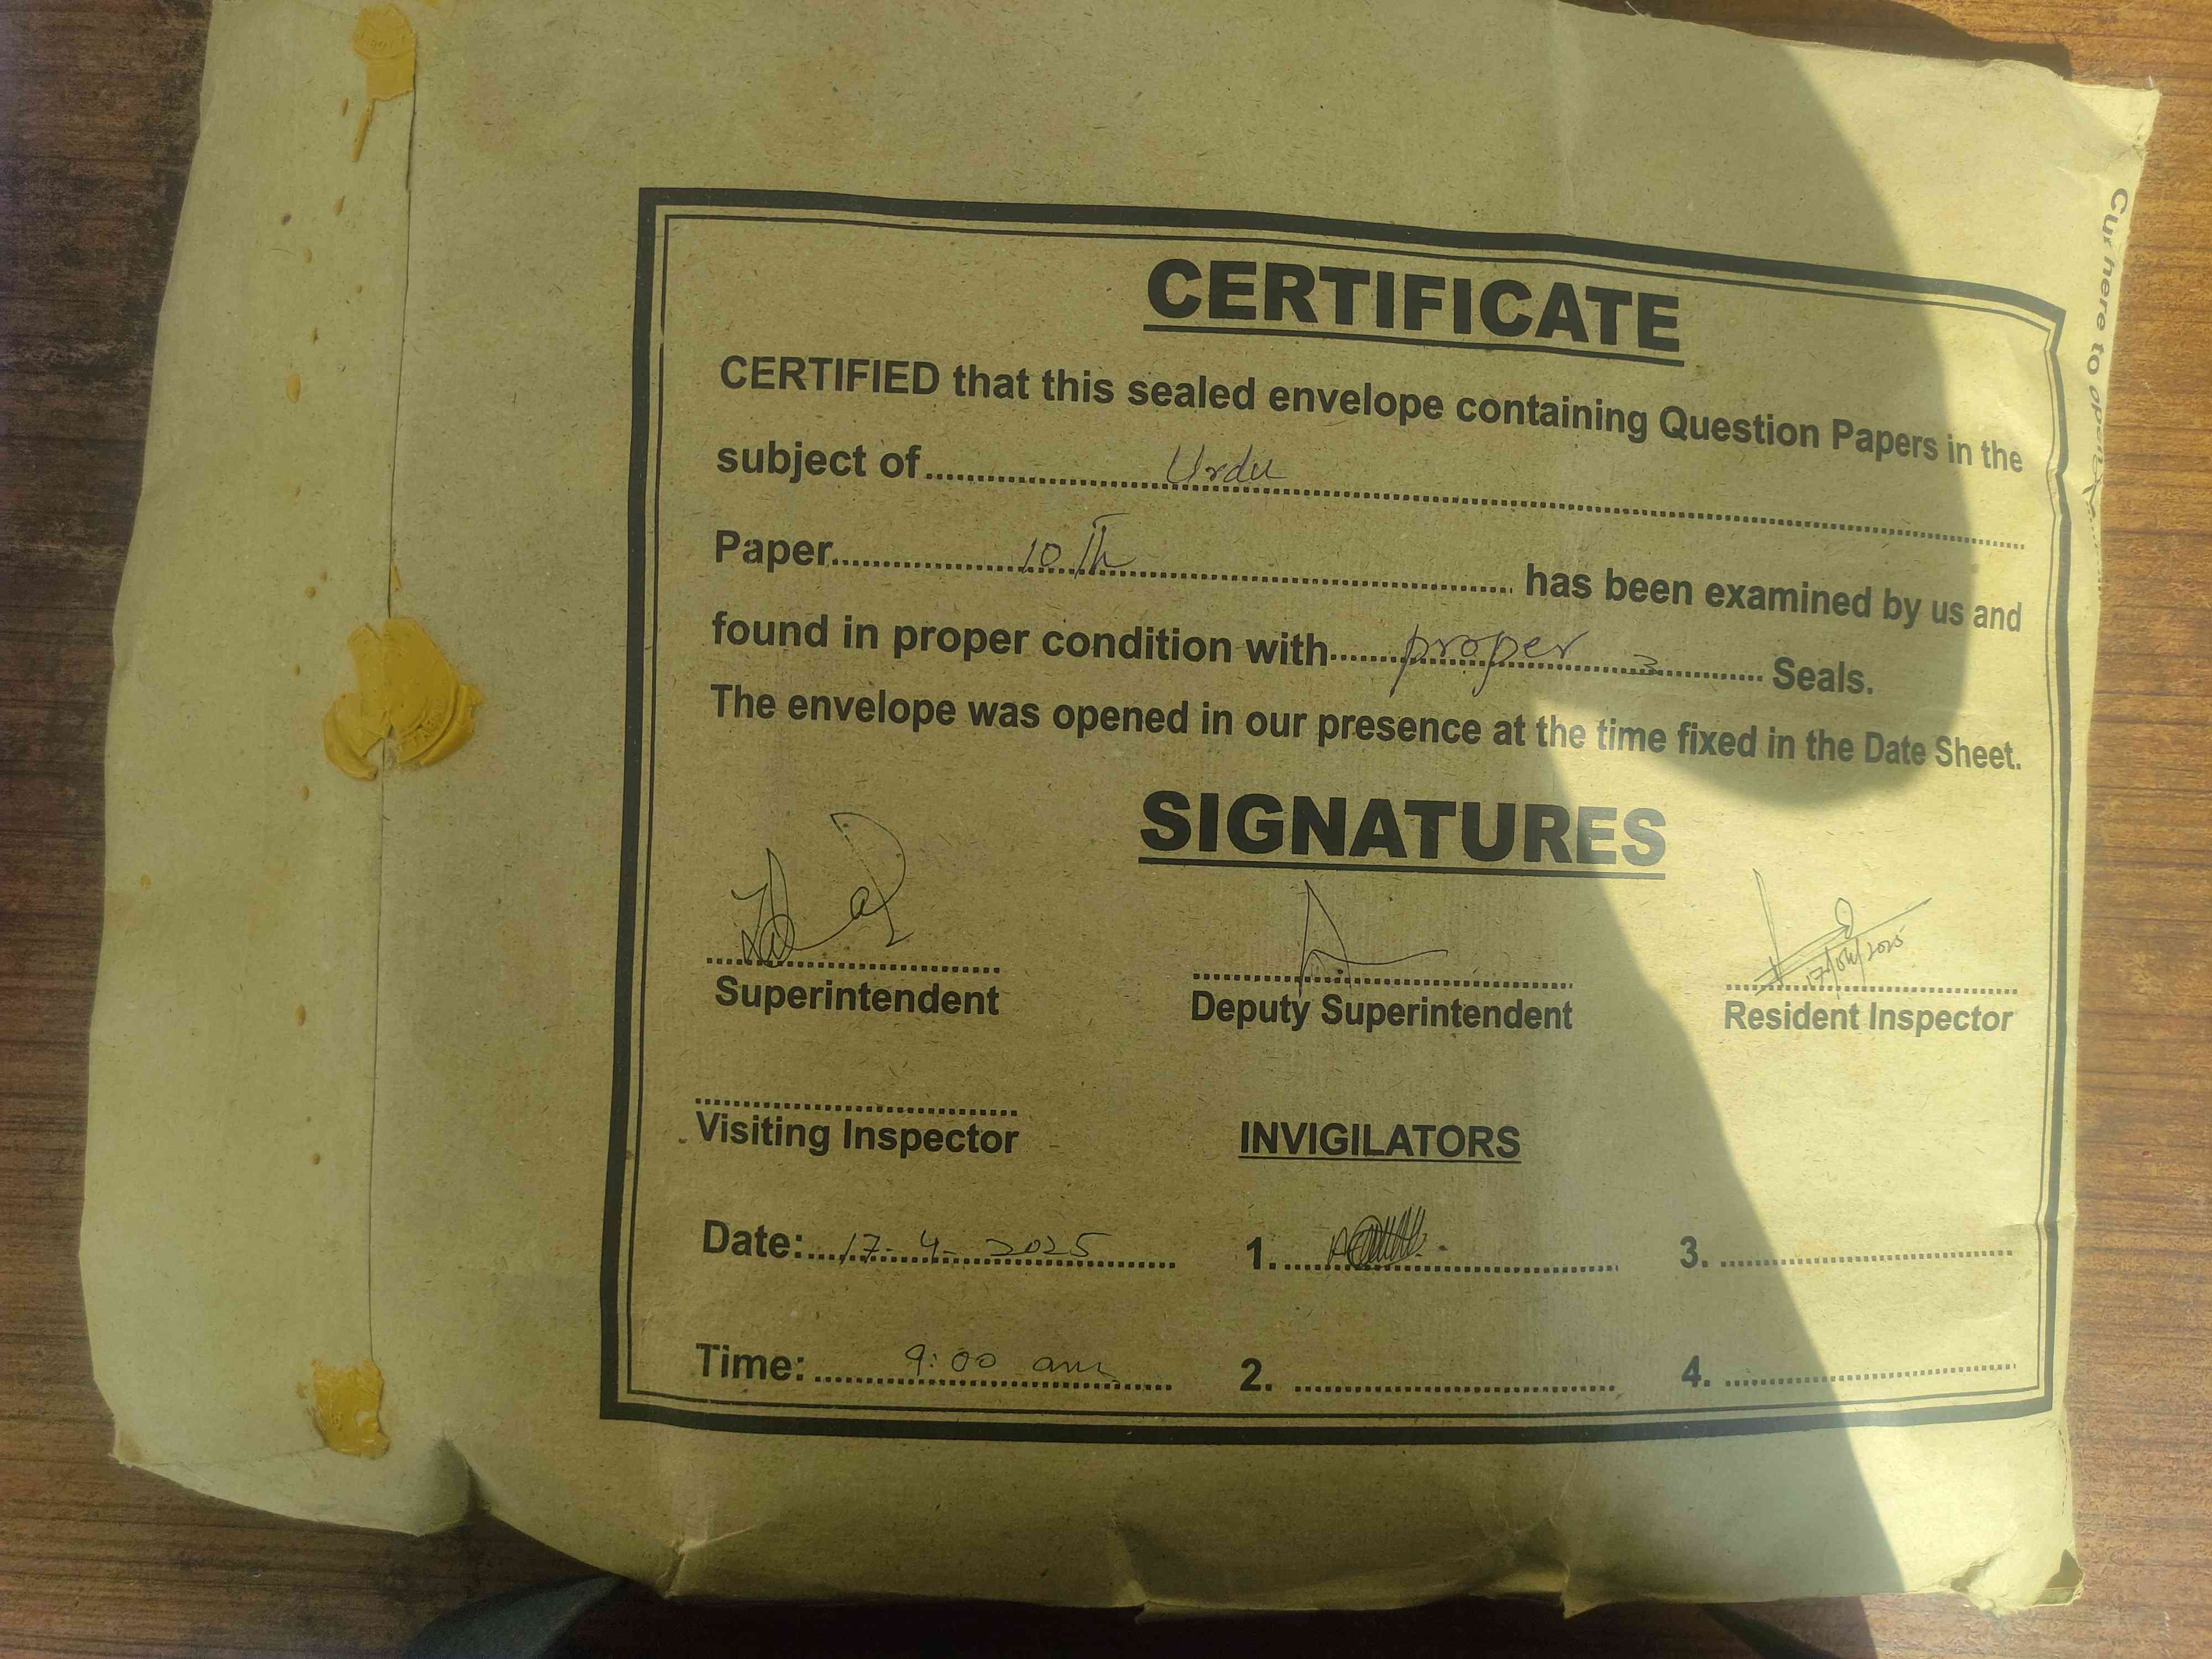 CERTIFICATE
CERTIFIED that this sealed envelope containing Question Papers in the
subject of.....Urdu.....
Paper.....10 Th..... has been examined by us and
found in proper condition with.....proper 3..... Seals.
The envelope was opened in our presence at the time fixed in the Date Sheet.
SIGNATURES
17/04/2025
Superintendent Deputy Superintendent Resident Inspector
Visiting Inspector INVIGILATORS
Date:.....17-4-2025..... 1. ..... 3. .....
Time:.....9:00 am..... 2. ..... 4. .....
Cut here to open